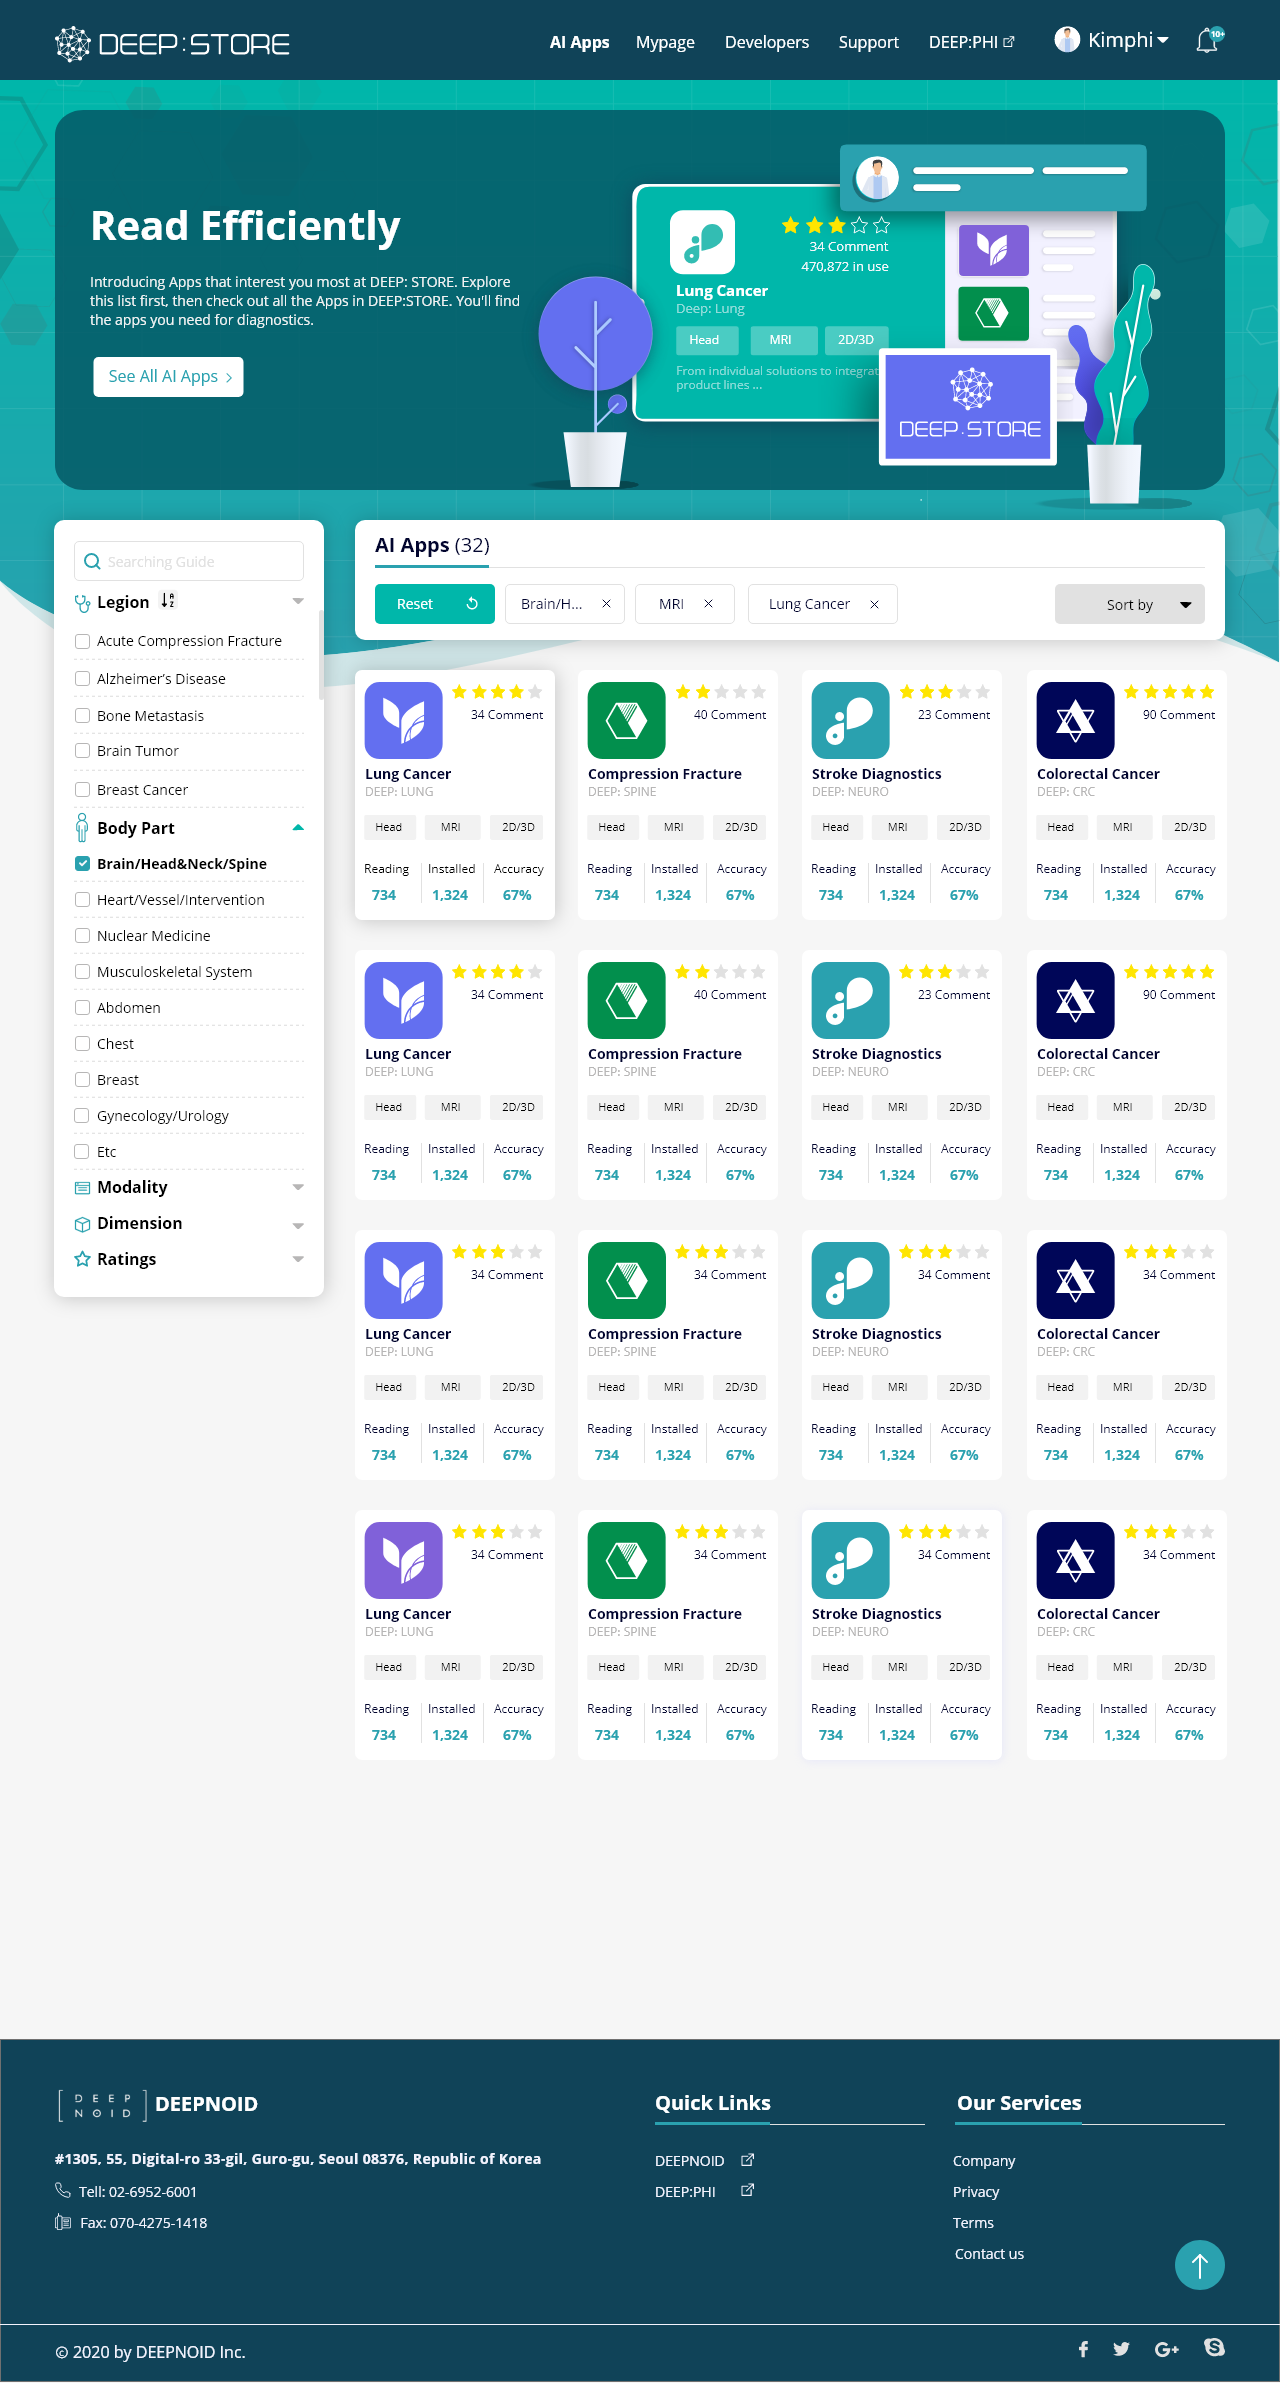 DEEP:STORE
AI Apps Mypage Developers Support DEEP:PHI Kimphi 10+
Read Efficiently
Introducing Apps that interest you most at DEEP: STORE. Explore
this list first, then check out all the Apps in DEEP:STORE. You'll find
the apps you need for diagnostics.
See All AI Apps
34 Comment
470,872 in use
Lung Cancer
Deep: Lung
Head MRI 2D/3D
From individual solutions to integrat
product lines ...
DEEP.STORE
Searching Guide
Legion
Acute Compression Fracture
Alzheimer's Disease
Bone Metastasis
Brain Tumor
Breast Cancer
Body Part
Brain/Head&Neck/Spine
Heart/Vessel/Intervention
Nuclear Medicine
Musculoskeletal System
Abdomen
Chest
Breast
Gynecology/Urology
Etc
Modality
Dimension
Ratings
AI Apps (32)
Reset Brain/H... MRI Lung Cancer Sort by
34 Comment 40 Comment 23 Comment 90 Comment
Lung Cancer Compression Fracture Stroke Diagnostics Colorectal Cancer
DEEP: LUNG DEEP: SPINE DEEP: NEURO DEEP: CRC
Head MRI 2D/3D Head MRI 2D/3D Head MRI 2D/3D Head MRI 2D/3D
Reading Installed Accuracy Reading Installed Accuracy Reading Installed Accuracy Reading Installed Accuracy
734 1,324 67% 734 1,324 67% 734 1,324 67% 734 1,324 67%
34 Comment 40 Comment 23 Comment 90 Comment
Lung Cancer Compression Fracture Stroke Diagnostics Colorectal Cancer
DEEP: LUNG DEEP: SPINE DEEP: NEURO DEEP: CRC
Head MRI 2D/3D Head MRI 2D/3D Head MRI 2D/3D Head MRI 2D/3D
Reading Installed Accuracy Reading Installed Accuracy Reading Installed Accuracy Reading Installed Accuracy
734 1,324 67% 734 1,324 67% 734 1,324 67% 734 1,324 67%
34 Comment 34 Comment 34 Comment 34 Comment
Lung Cancer Compression Fracture Stroke Diagnostics Colorectal Cancer
DEEP: LUNG DEEP: SPINE DEEP: NEURO DEEP: CRC
Head MRI 2D/3D Head MRI 2D/3D Head MRI 2D/3D Head MRI 2D/3D
Reading Installed Accuracy Reading Installed Accuracy Reading Installed Accuracy Reading Installed Accuracy
734 1,324 67% 734 1,324 67% 734 1,324 67% 734 1,324 67%
34 Comment 34 Comment 34 Comment 34 Comment
Lung Cancer Compression Fracture Stroke Diagnostics Colorectal Cancer
DEEP: LUNG DEEP: SPINE DEEP: NEURO DEEP: CRC
Head MRI 2D/3D Head MRI 2D/3D Head MRI 2D/3D Head MRI 2D/3D
Reading Installed Accuracy Reading Installed Accuracy Reading Installed Accuracy Reading Installed Accuracy
734 1,324 67% 734 1,324 67% 734 1,324 67% 734 1,324 67%
DEEP
NOID
DEEPNOID
#1305, 55, Digital-ro 33-gil, Guro-gu, Seoul 08376, Republic of Korea
Tell: 02-6952-6001
Fax: 070-4275-1418
Quick Links
DEEPNOID
DEEP:PHI
Our Services
Company
Privacy
Terms
Contact us
© 2020 by DEEPNOID Inc.